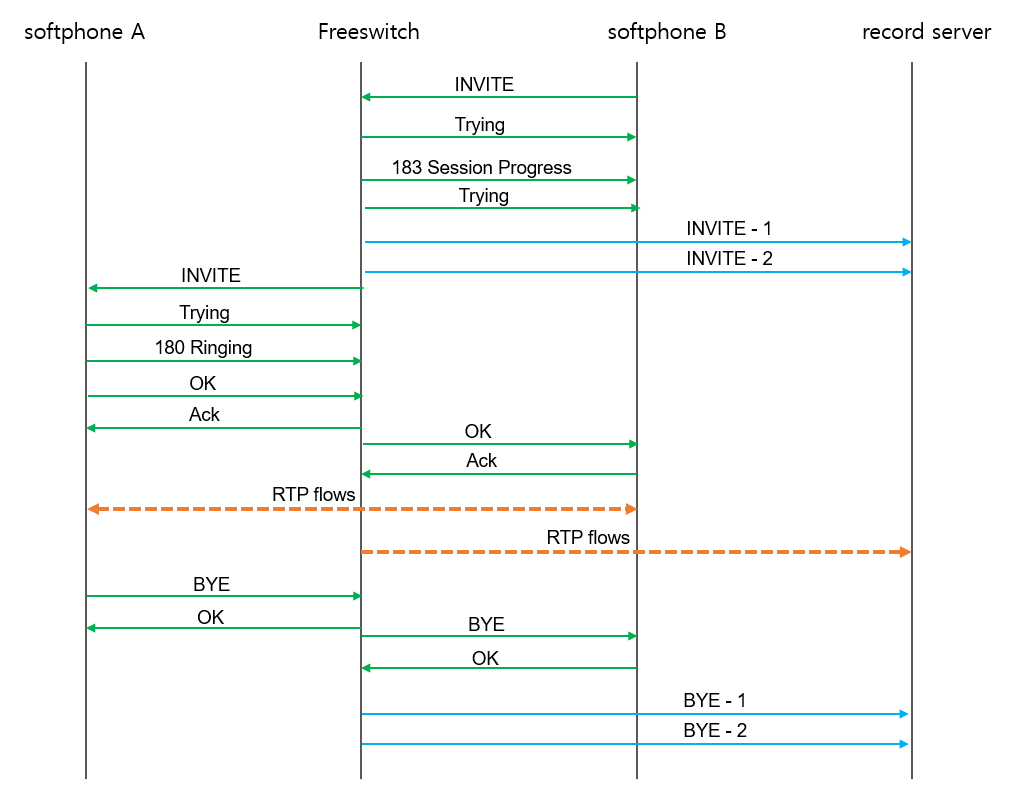 softphone A
Freeswitch
softphone B
record server
INVITE
Trying
183 Session Progress
Trying
INVITE - 1
INVITE - 2
INVITE
Trying
180 Ringing
OK
Ack
OK
Ack
RTP flows
RTP flows
BYE
OK
BYE
OK
BYE - 1
BYE - 2